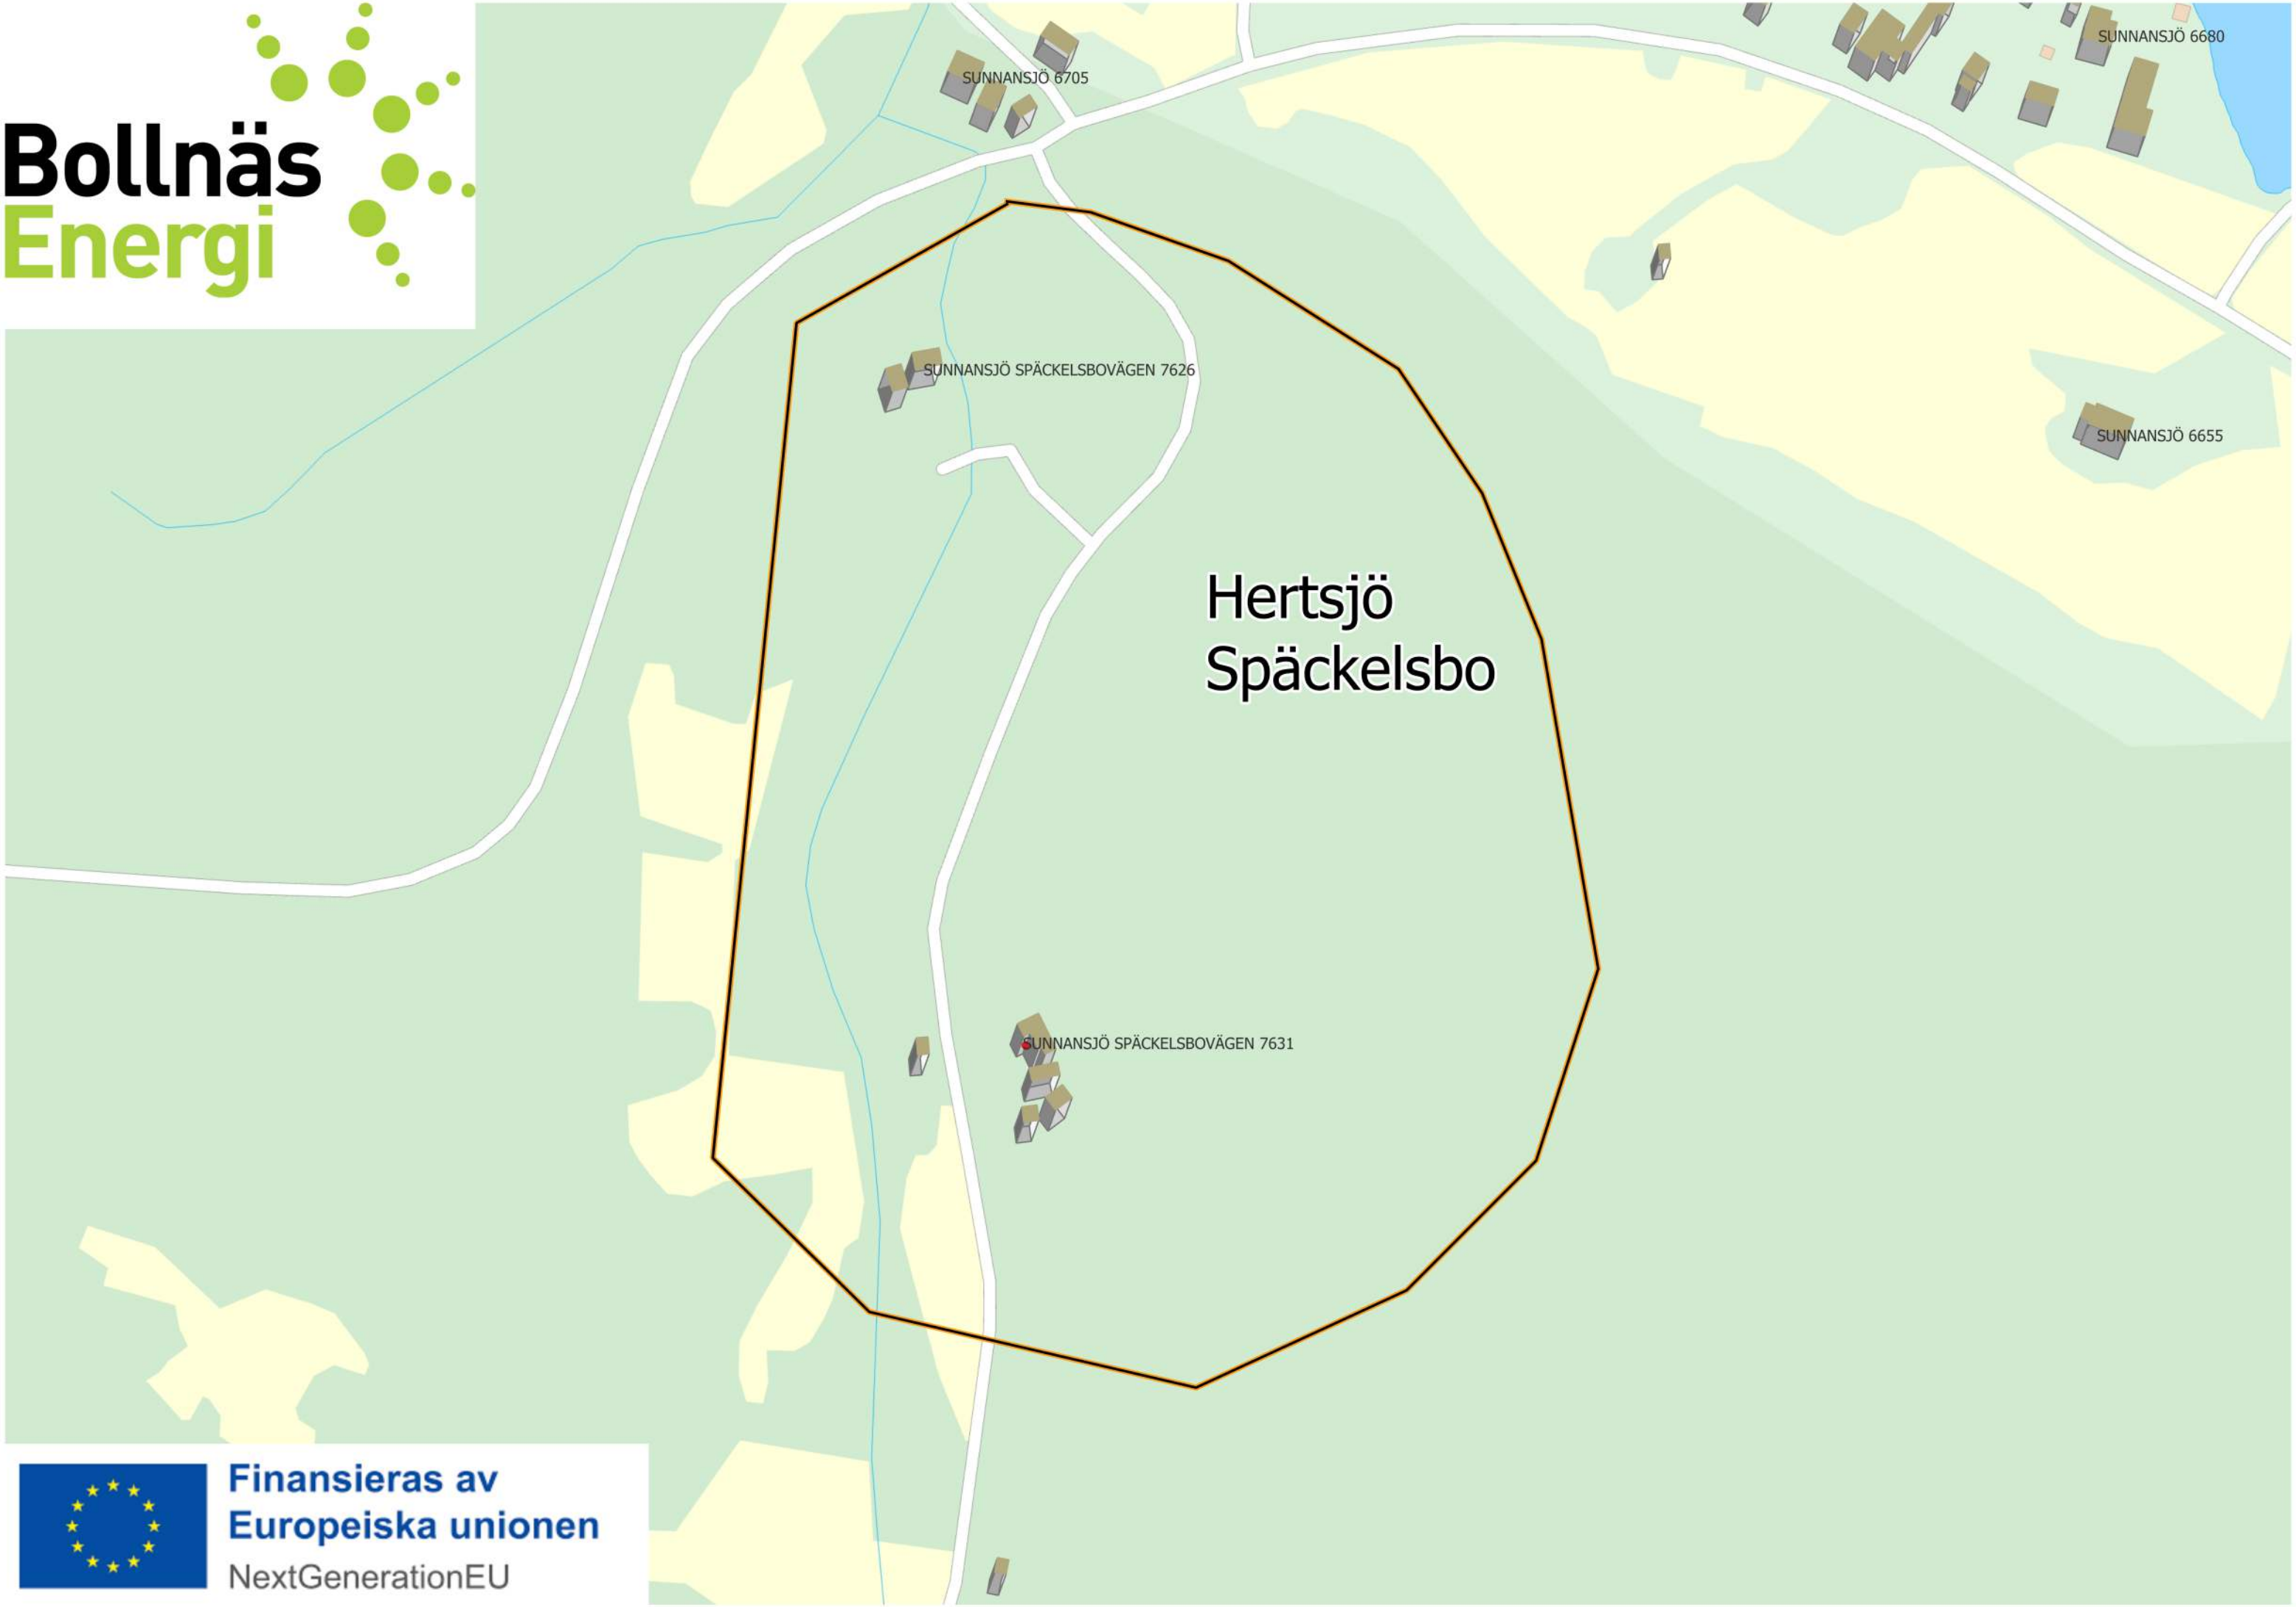 Bollnäs
Energi
SUNNANSJÖ 6705
SUNNANSJÖ 6680
SUNNANSJÖ SPÄCKELSBOVÄGEN 7626
SUNNANSJÖ 6655
Hertsjö
Späckelsbo
SUNNANSJÖ SPÄCKELSBOVÄGEN 7631
Finansieras av
Europeiska unionen
NextGenerationEU